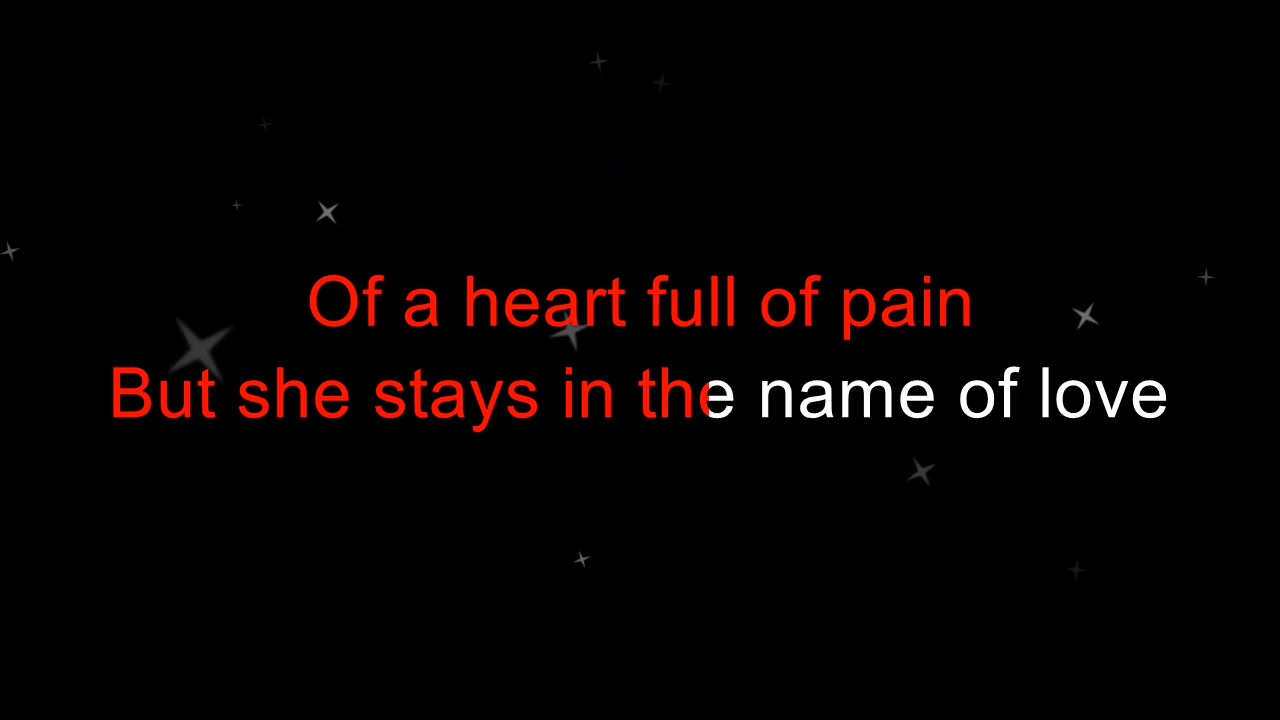 Of a heart full of pain
But she stays in the name of love